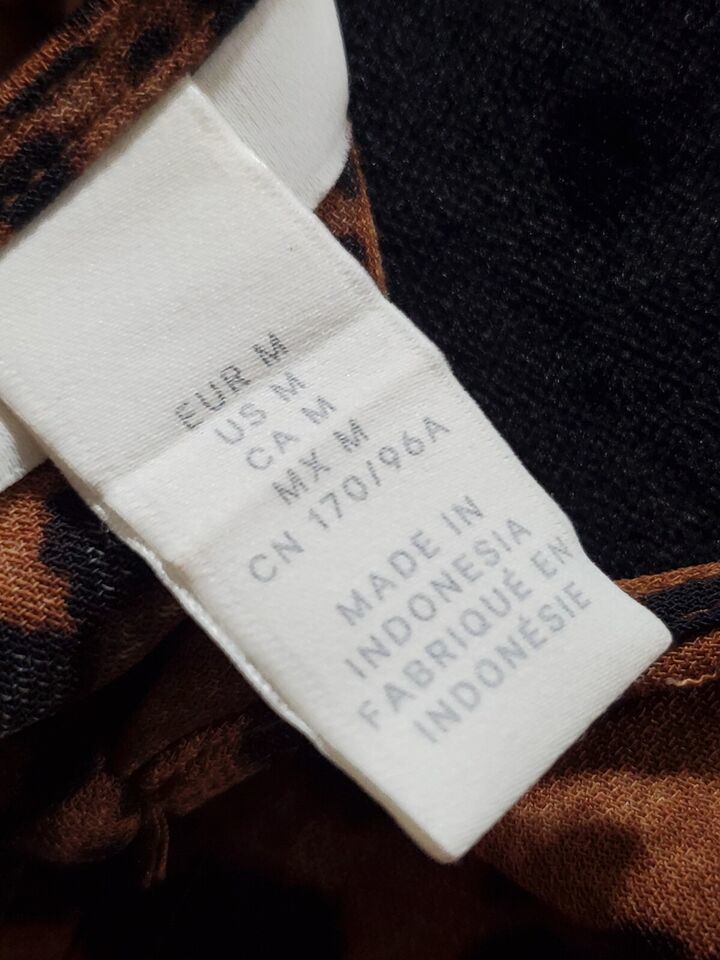 EUR M
US M
CA M
MX M
CN 170/96A
MADE IN
INDONESIA
FABRIQUÉ EN
INDONÉSIE